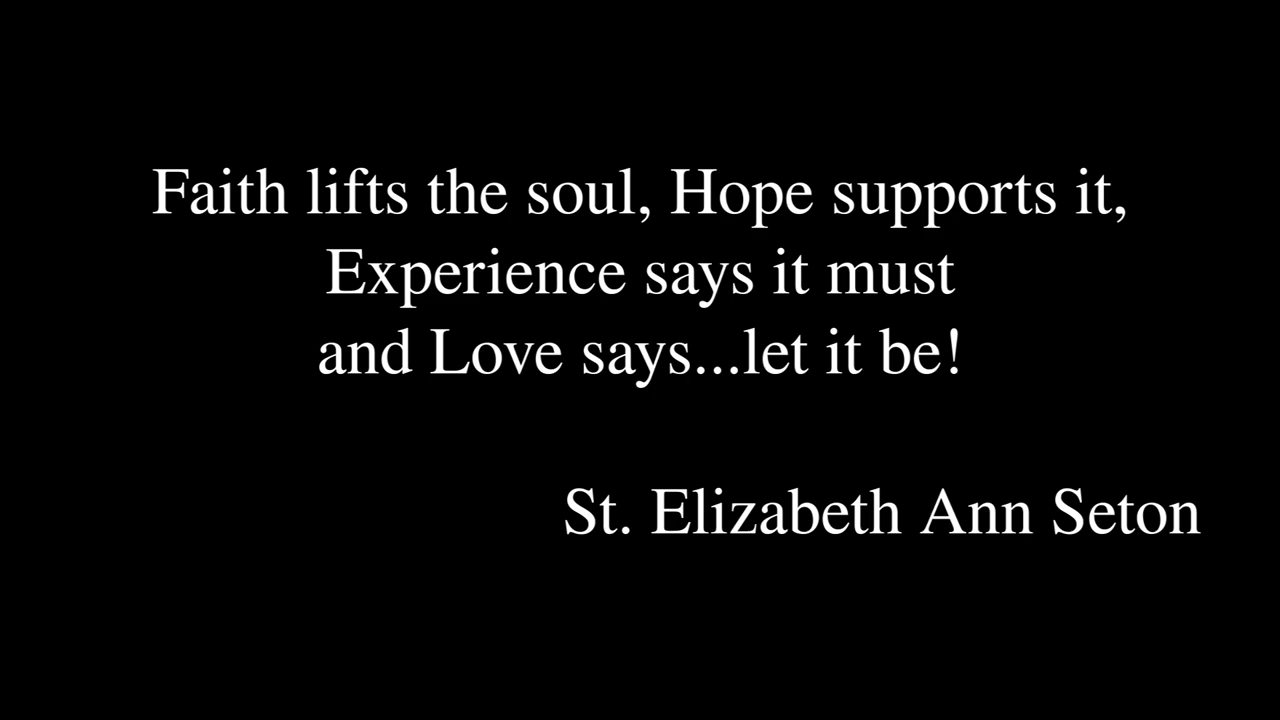 Faith lifts the soul, Hope supports it,
Experience says it must
and Love says...let it be!
St. Elizabeth Ann Seton